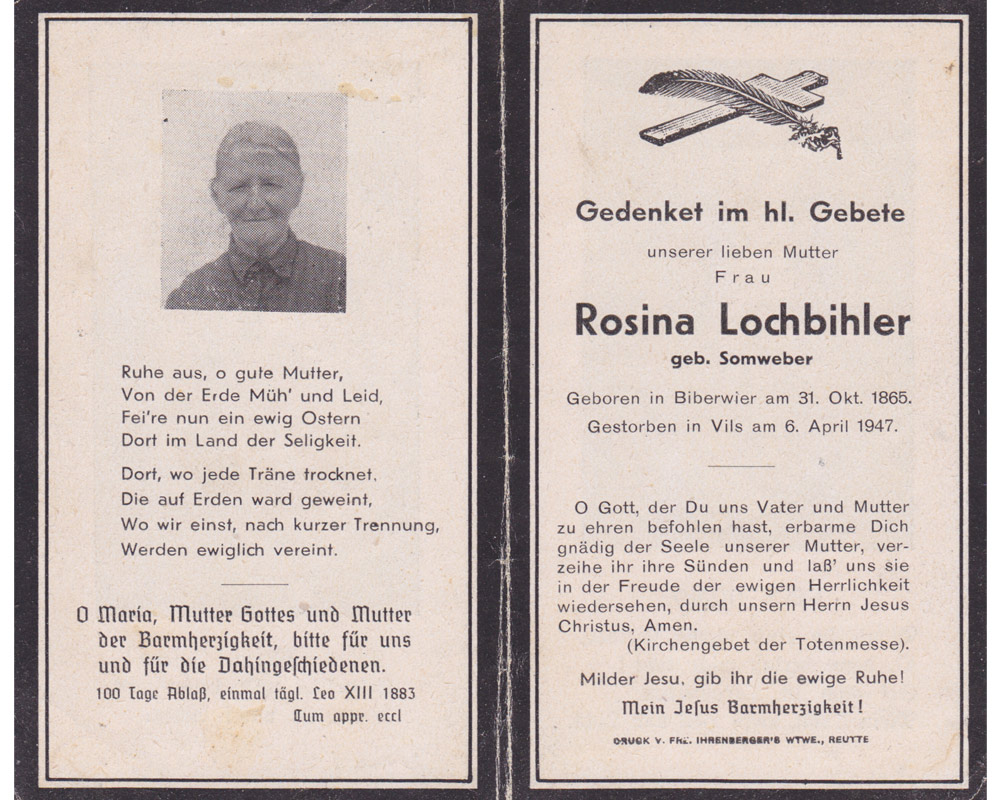 Ruhe aus, o gute Mutter,
Von der Erde Müh' und Leid,
Fei're nun ein ewig Ostern
Dort im Land der Seligkeit.
Dort, wo jede Träne trocknet,
Die auf Erden ward geweint,
Wo wir einst, nach kurzer Trennung,
Werden ewiglich vereint.
O Maria, Mutter Gottes und Mutter
der Barmherzigkeit, bitte für uns
und für die Dahingeschiedenen.
100 Tage Ablaß, einmal tägl. Leo XIII 1883
Cum appr. eccl
Gedenket im hl. Gebete
unserer lieben Mutter
Frau
Rosina Lochbihler
geb. Somweber
Geboren in Biberwier am 31. Okt. 1865.
Gestorben in Vils am 6. April 1947.
O Gott, der Du uns Vater und Mutter
zu ehren befohlen hast, erbarme Dich
gnädig der Seele unserer Mutter, ver-
zeihe ihr ihre Sünden und laß' uns sie
in der Freude der ewigen Herrlichkeit
wiedersehen, durch unsern Herrn Jesus
Christus, Amen.
(Kirchengebet der Totenmesse).
Milder Jesu, gib ihr die ewige Ruhe!
Mein Jesus Barmherzigkeit!
DRUCK V. IHRENBERGER'S WTWE., REUTTE